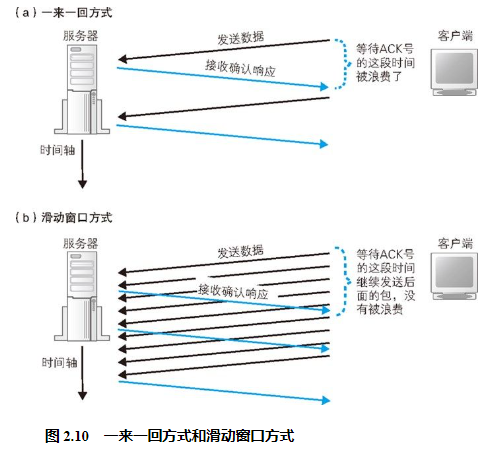 （a）一来一回方式
服务器
发送数据
接收确认响应
等待ACK号
的这段时间
被浪费了
客户端
时间轴
（b）滑动窗口方式
服务器
发送数据
接收确认响应
等待ACK号
的这段时间
继续发送后
面的包，没
有被浪费
客户端
时间轴
图 2.10 一来一回方式和滑动窗口方式